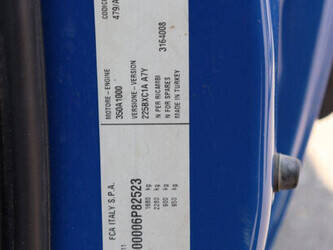 FCA ITALY S.P.A.
00006P82523
1680 kg
2280 kg
900 kg
950 kg
MOTORE-ENGINE
350A1000
479/A
VERSIONE-VERSION
225BXC1A A7Y
N PER RICAMBI
N FOR SPARES
3164008
MADE IN TURKEY